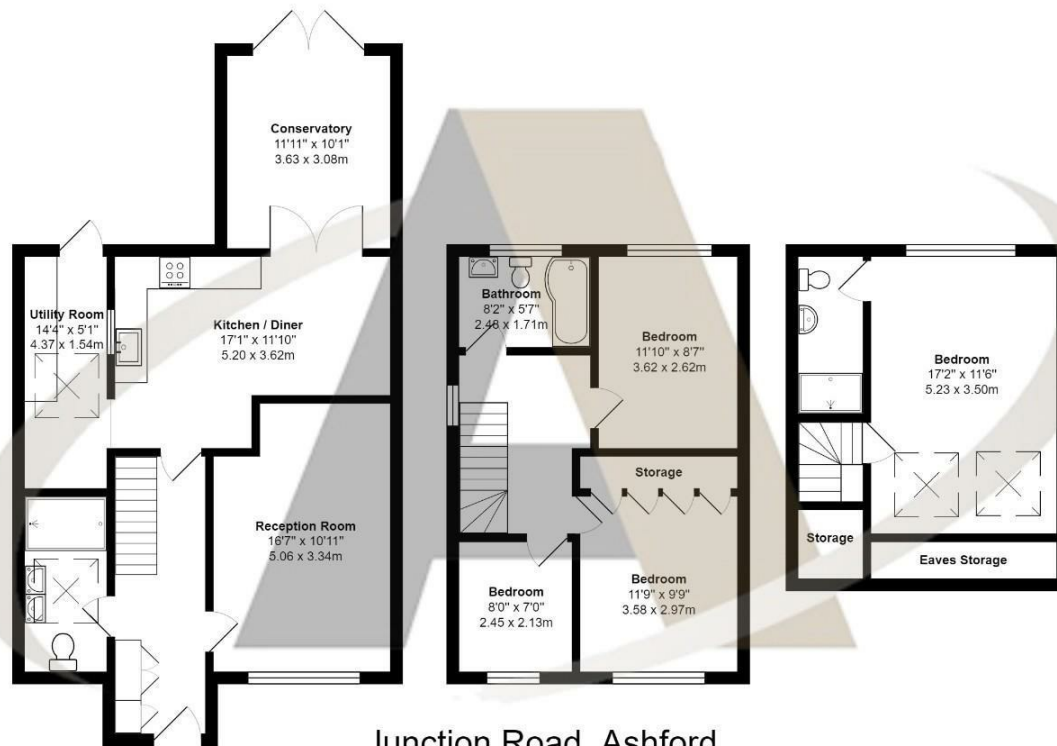 Conservatory
11'11" x 10'1"
3.63 x 3.08m
Utility Room
14'4" x 5'1"
4.37 x 1.54m
Kitchen / Diner
17'1" x 11'10"
5.20 x 3.62m
Reception Room
16'7" x 10'11"
5.06 x 3.34m
Bathroom
8'2" x 5'7"
2.48 x 1.71m
Bedroom
11'10" x 8'7"
3.62 x 2.62m
Storage
Bedroom
8'0" x 7'0"
2.45 x 2.13m
Bedroom
11'9" x 9'9"
3.58 x 2.97m
Bedroom
17'2" x 11'6"
5.23 x 3.50m
Storage
Eaves Storage
Junction Road, Ashford